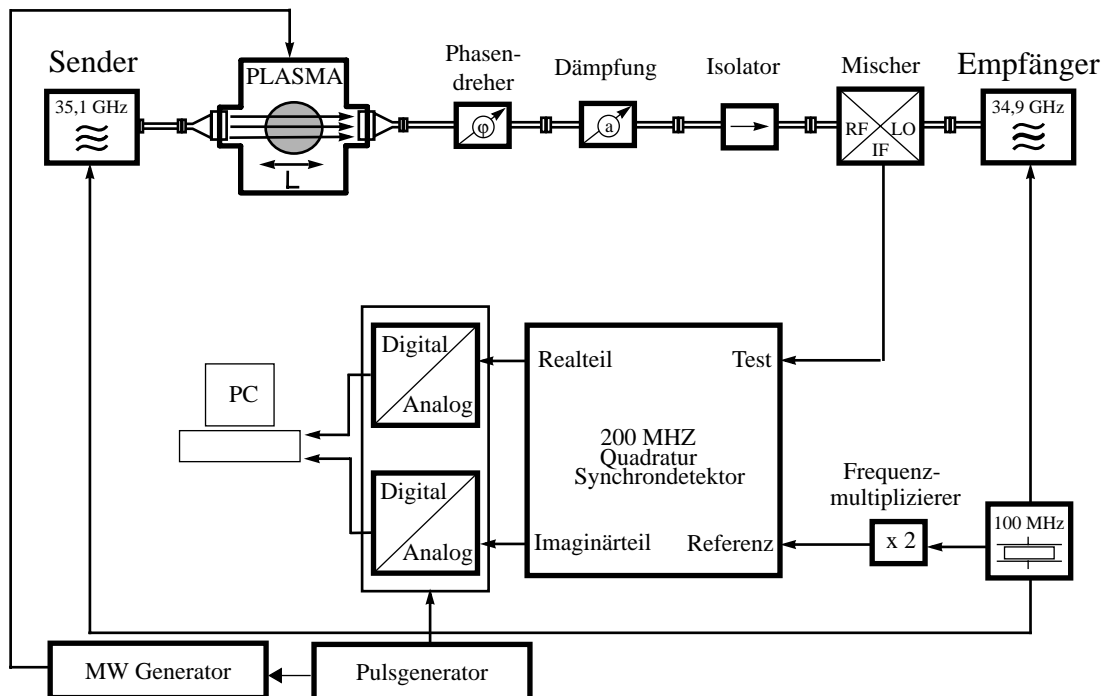 Sender
35,1 GHz
PLASMA
L
Phasen-
dreher
φ
Dämpfung
a
Isolator
Mischer
RF
LO
IF
Empfänger
34,9 GHz
Digital
Analog
Realteil
Test
PC
200 MHZ
Quadratur
Synchrondetektor
Digital
Analog
Imaginärteil
Referenz
Frequenz-
multiplizierer
x 2
100 MHz
MW Generator
Pulsgenerator